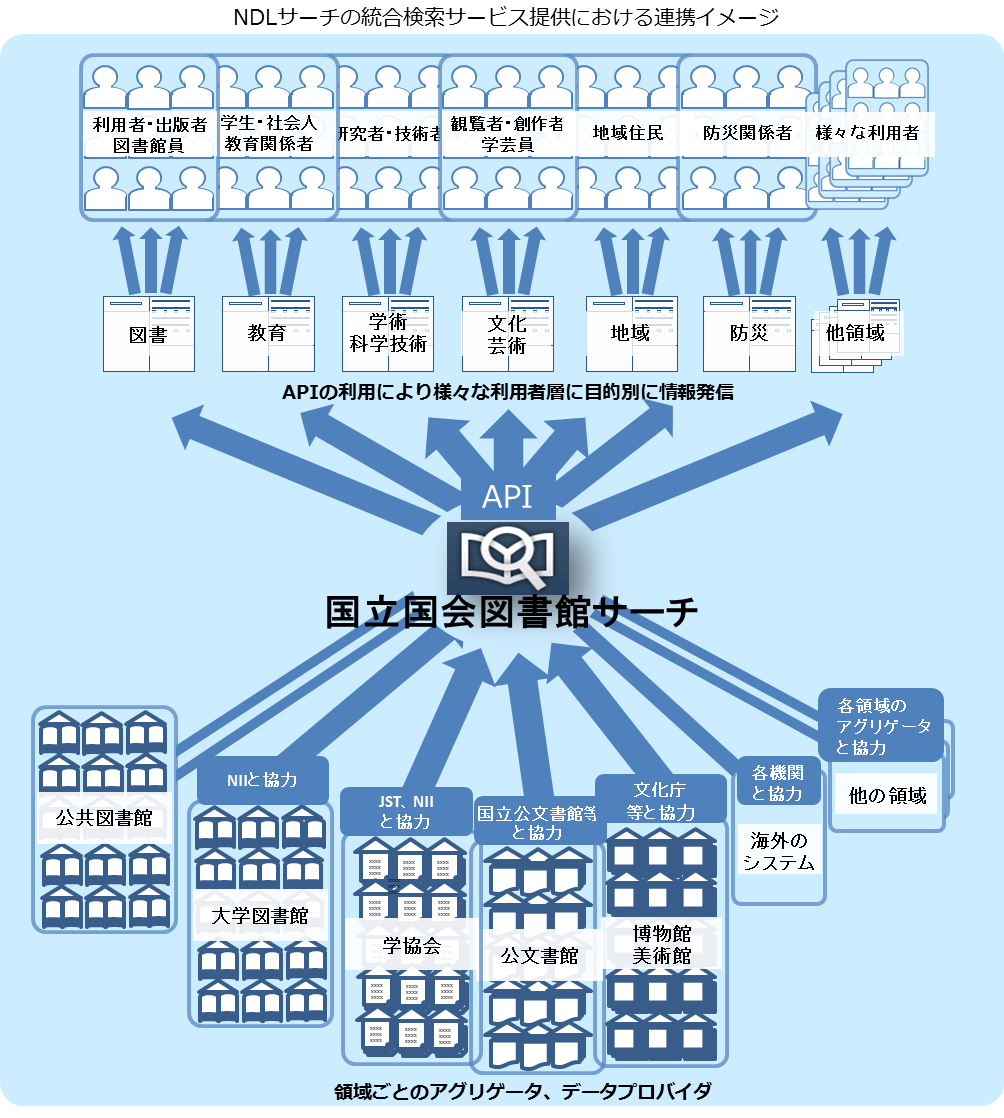 NDLサーチの統合検索サービス提供における連携イメージ
利用者・出版者
図書館員
学生・社会人
教育関係者
研究者・技術者
観覧者・創作者
学芸員
地域住民
防災関係者
様々な利用者
図書
教育
学術
科学技術
文化
芸術
地域
防災
他領域
APIの利用により様々な利用者層に目的別に情報発信
API
国立国会図書館サーチ
公共図書館
NIIと協力
大学図書館
JST、NII
と協力
学協会
国立公文書館等
と協力
公文書館
文化庁
等と協力
博物館
美術館
各機関
と協力
海外の
システム
各領域の
アグリゲータ
と協力
他の領域
領域ごとのアグリゲータ、データプロバイダ